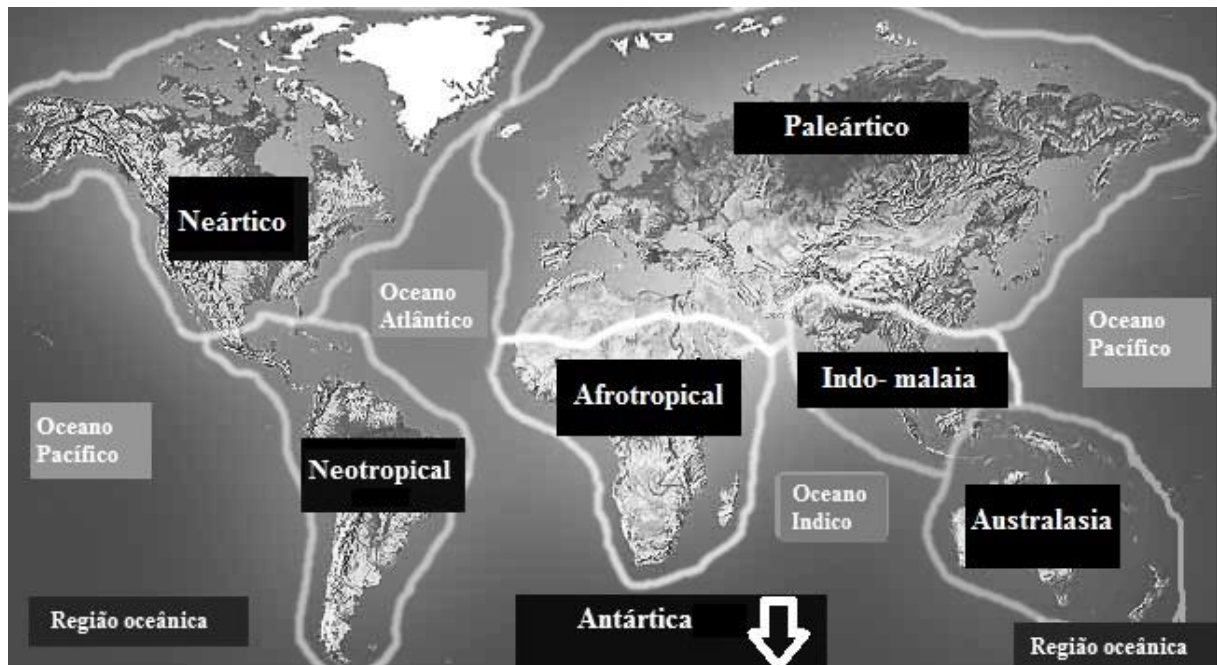 Paleártico
Neártico
Oceano
Atlântico
Oceano
Pacífico
Afrotropical
Indo- malaia
Oceano
Pacífico
Neotropical
Oceano
Indico
Australasia
Região oceânica
Antártica
Região oceânica